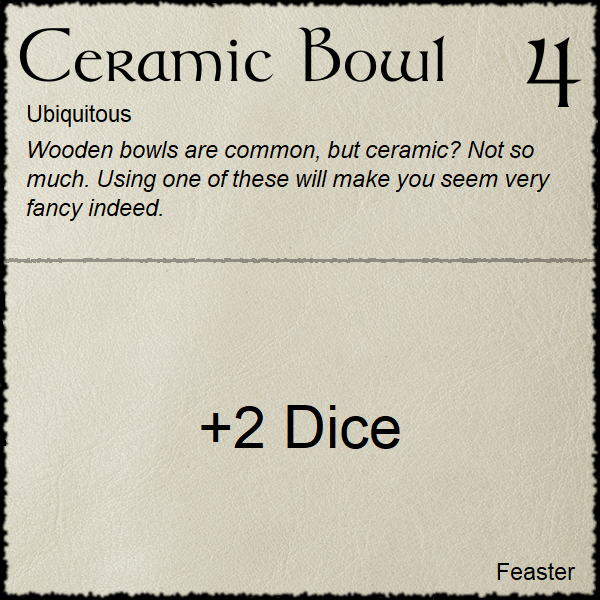 Ceramic Bowl 4
Ubiquitous
Wooden bowls are common, but ceramic? Not so
much. Using one of these will make you seem very
fancy indeed.
+2 Dice
Feaster